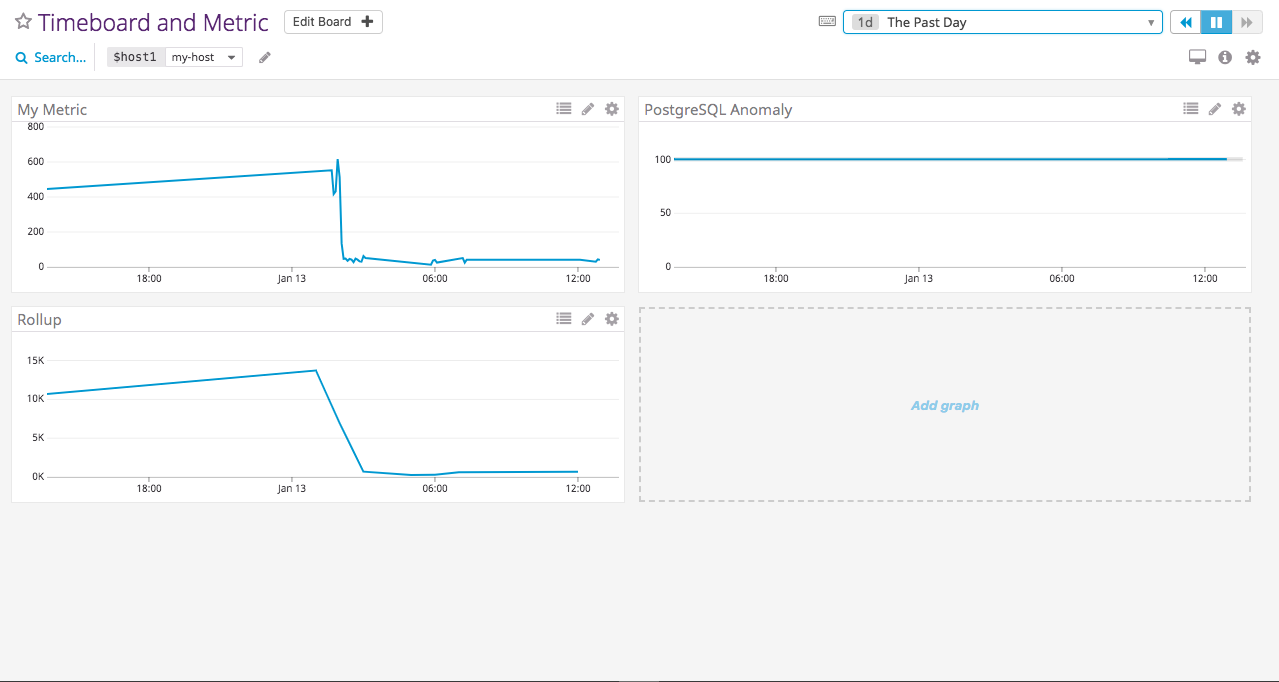 Timeboard and Metric Edit Board
1d The Past Day
Search... $host1 my-host
My Metric
800
600
400
200
0
18:00 Jan 13 06:00 12:00
PostgreSQL Anomaly
100
50
0
18:00 Jan 13 06:00 12:00
Rollup
15K
10K
5K
0K
18:00 Jan 13 06:00 12:00
Add graph